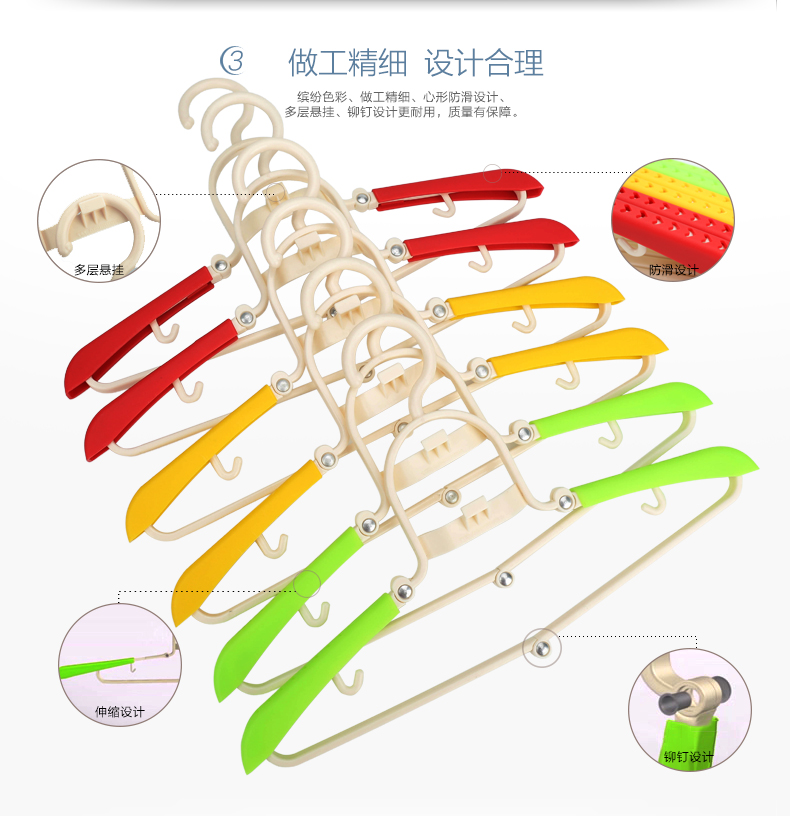 3 做工精细 设计合理
缤纷色彩、做工精细、心形防滑设计、
多层悬挂、铆钉设计更耐用，质量有保障。
多层悬挂
防滑设计
伸缩设计
铆钉设计